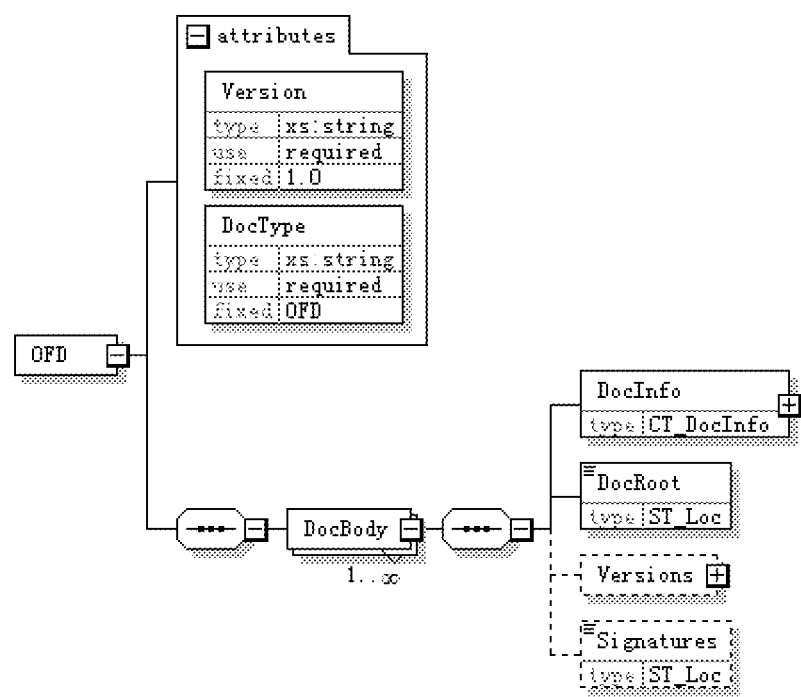 attributes
Version
type xs:string
use required
fixed 1.0
DocType
type xs:string
use required
fixed OFD
OFD
DocInfo
type CT_DocInfo
DocRoot
type ST_Loc
DocBody
1..∞
Versions
Signatures
type ST_Loc